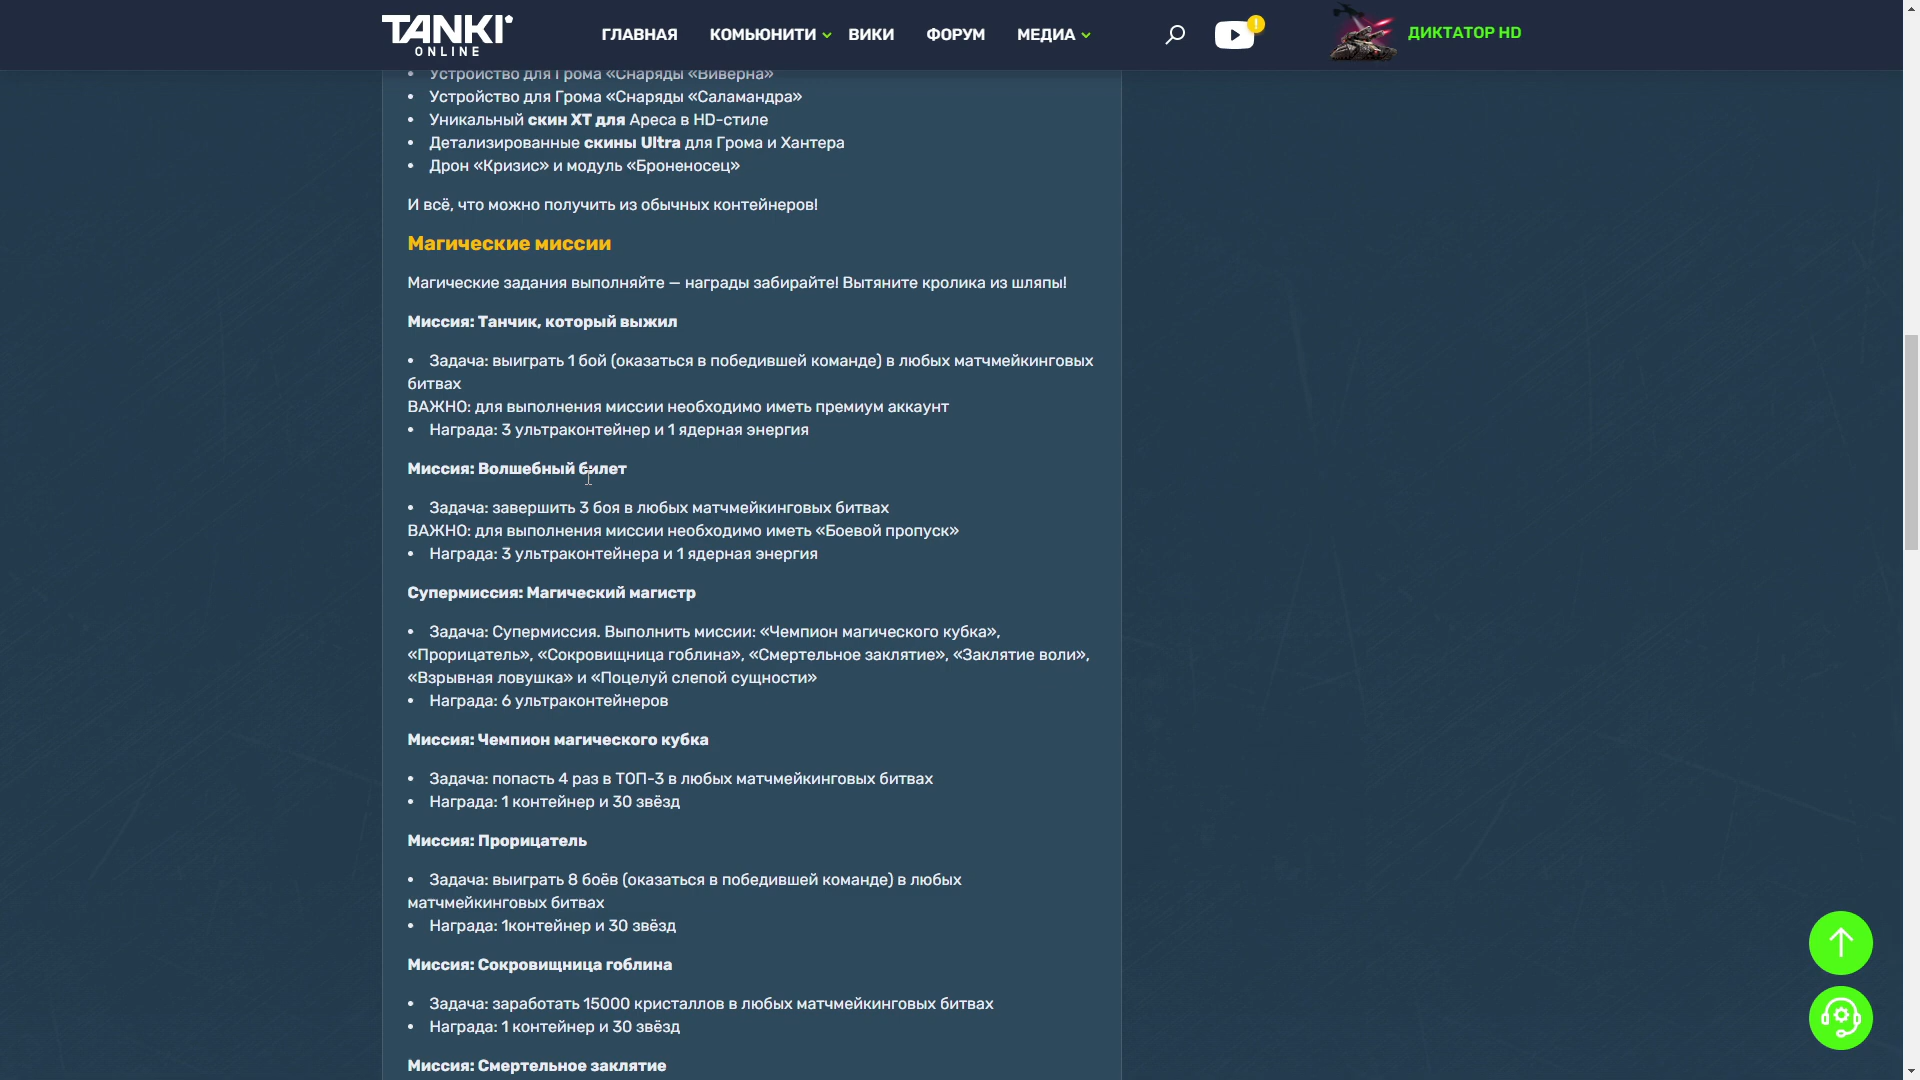 TANKI
ONLINE
ГЛАВНАЯ
КОМЬЮНИТИ
ВИКИ
ФОРУМ
МЕДИА
!
ДИКТАТОР HD
• Устройство для Грома «Снаряды «Виверна»
• Устройство для Грома «Снаряды «Саламандра»
• Уникальный скин XT для Ареса в HD-стиле
• Детализированные скины Ultra для Грома и Хантера
• Дрон «Кризис» и модуль «Броненосец»
И всё, что можно получить из обычных контейнеров!
Магические миссии
Магические задания выполняйте — награды забирайте! Вытяните кролика из шляпы!
Миссия: Танчик, который выжил
• Задача: выиграть 1 бой (оказаться в победившей команде) в любых матчмейкинговых
битвах
ВАЖНО: для выполнения миссии необходимо иметь премиум аккаунт
• Награда: 3 ультраконтейнер и 1 ядерная энергия
Миссия: Волшебный билет
• Задача: завершить 3 боя в любых матчмейкинговых битвах
ВАЖНО: для выполнения миссии необходимо иметь «Боевой пропуск»
• Награда: 3 ультраконтейнера и 1 ядерная энергия
Супермиссия: Магический магистр
• Задача: Супермиссия. Выполнить миссии: «Чемпион магического кубка»,
«Прорицатель», «Сокровищница гоблина», «Смертельное заклятие», «Заклятие воли»,
«Взрывная ловушка» и «Поцелуй слепой сущности»
• Награда: 6 ультраконтейнеров
Миссия: Чемпион магического кубка
• Задача: попасть 4 раз в ТОП-3 в любых матчмейкинговых битвах
• Награда: 1 контейнер и 30 звёзд
Миссия: Прорицатель
• Задача: выиграть 8 боёв (оказаться в победившей команде) в любых
матчмейкинговых битвах
• Награда: 1контейнер и 30 звёзд
Миссия: Сокровищница гоблина
• Задача: заработать 15000 кристаллов в любых матчмейкинговых битвах
• Награда: 1 контейнер и 30 звёзд
Миссия: Смертельное заклятие